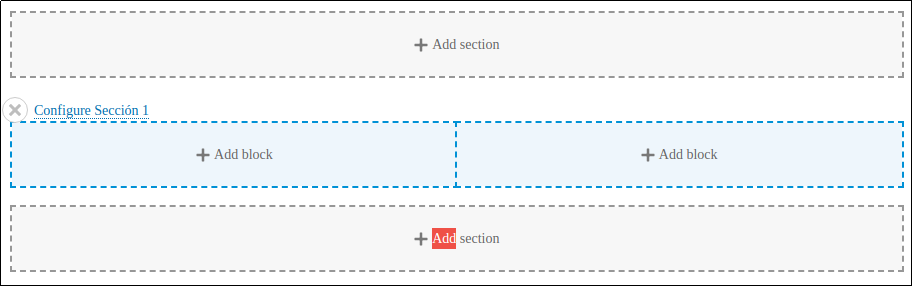 Add section
Configure Sección 1
Add block
Add block
Add section